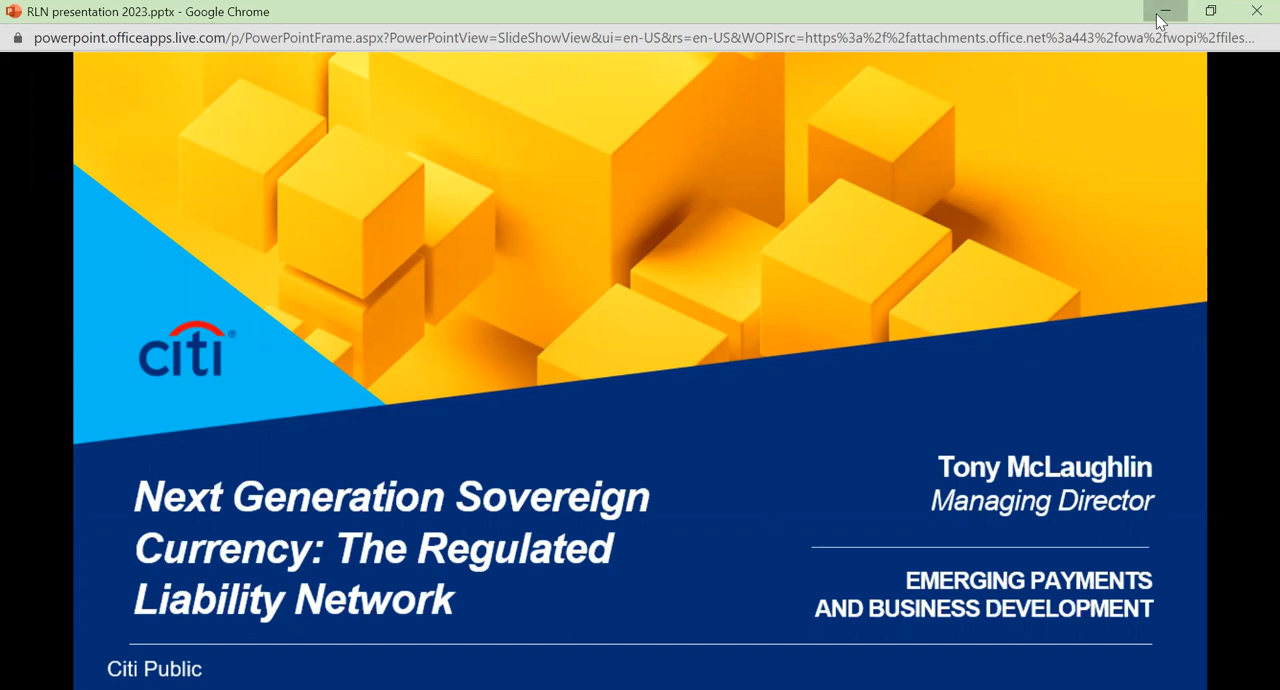 RLN presentation 2023.pptx - Google Chrome
powerpoint.officeapps.live.com/p/PowerPointFrame.aspx?PowerPointView=SlideShowView&ui=en-US&rs=en-US&WOPISrc=https%3a%2f%2fattachments.office.net%3a443%2fowa%2fwopi%2ffiles...
citi®
Next Generation Sovereign
Currency: The Regulated
Liability Network
Tony McLaughlin
Managing Director
EMERGING PAYMENTS
AND BUSINESS DEVELOPMENT
Citi Public